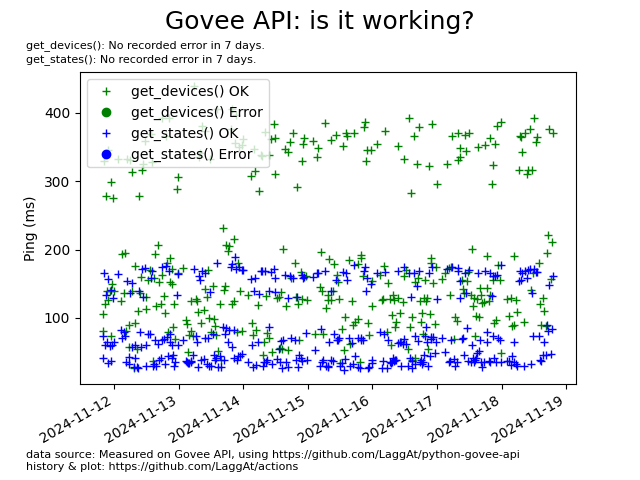 Govee API: is it working?
get_devices(): No recorded error in 7 days.
get_states(): No recorded error in 7 days.
get_devices() OK
get_devices() Error
get_states() OK
get_states() Error
Ping (ms)
400
300
200
100
2024-11-12
2024-11-13
2024-11-14
2024-11-15
2024-11-16
2024-11-17
2024-11-18
2024-11-19
data source: Measured on Govee API, using https://github.com/LaggAt/python-govee-api
history & plot: https://github.com/LaggAt/actions